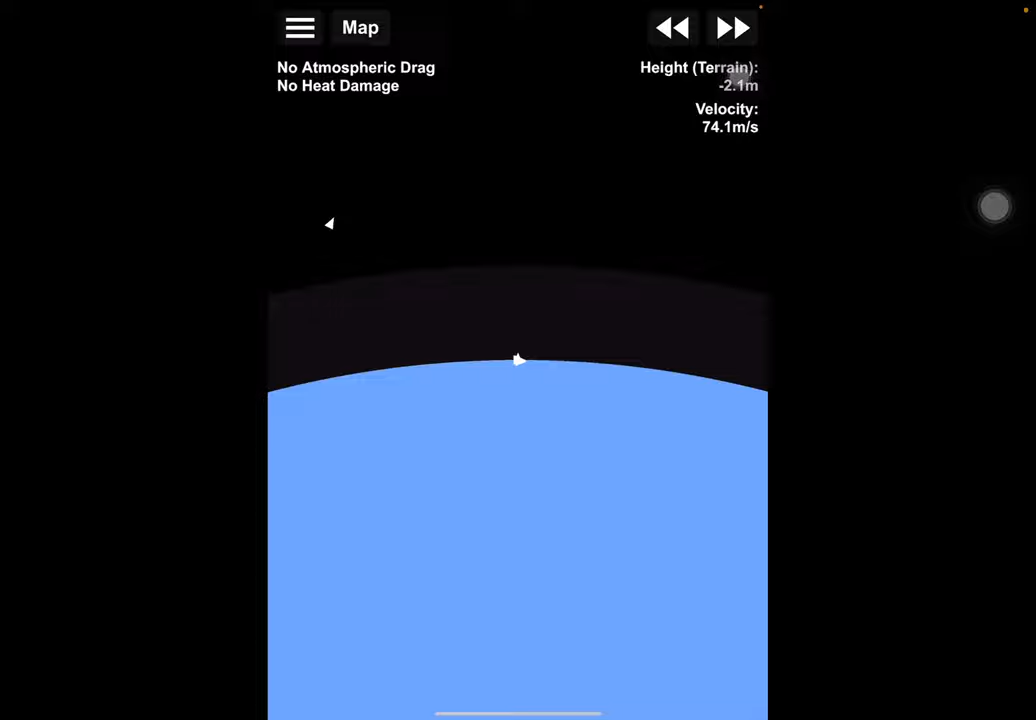 Map
No Atmospheric Drag
No Heat Damage
Height (Terrain):
-2.1m
Velocity:
74.1m/s